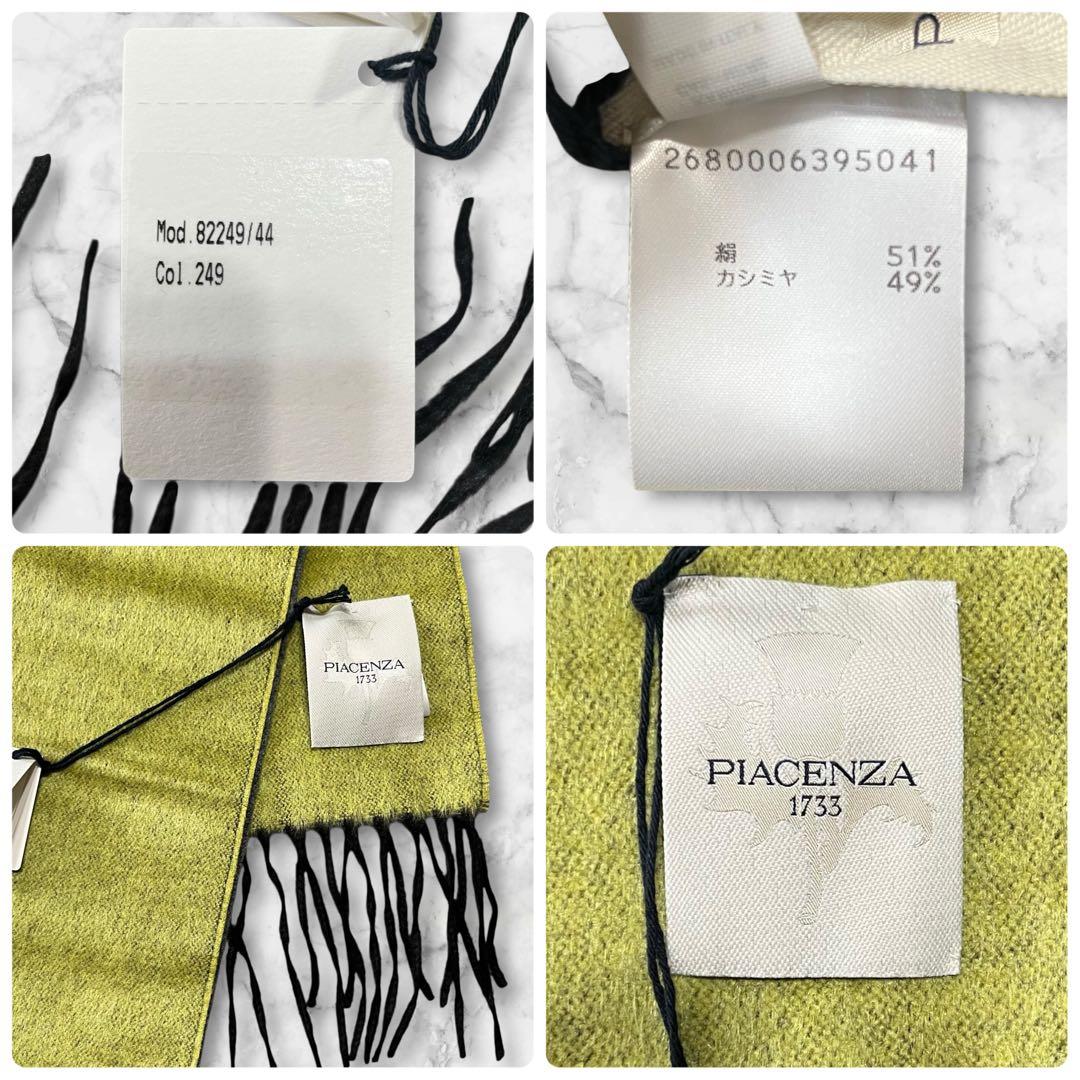 Mod.82249/44
Col.249
P
2680006395041
絹 51%
カシミヤ 49%
PIACENZA
1733
PIACENZA
1733